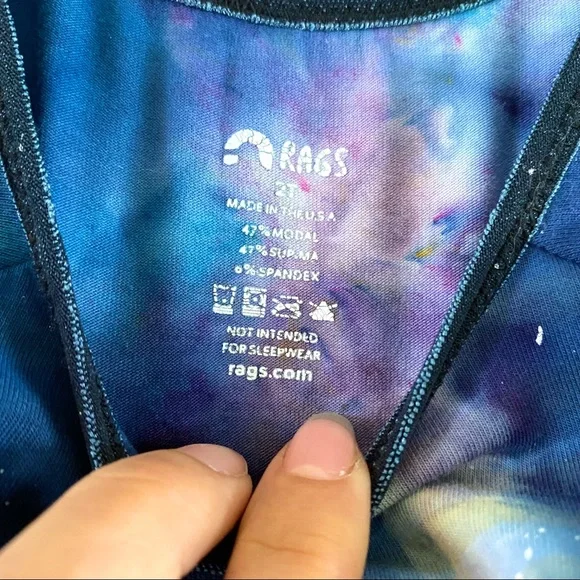 RAGS
2T
MADE IN THE U.S.A
47% MODAL
47% SUPIMA
6% SPANDEX
NOT INTENDED
FOR SLEEPWEAR
rags.com